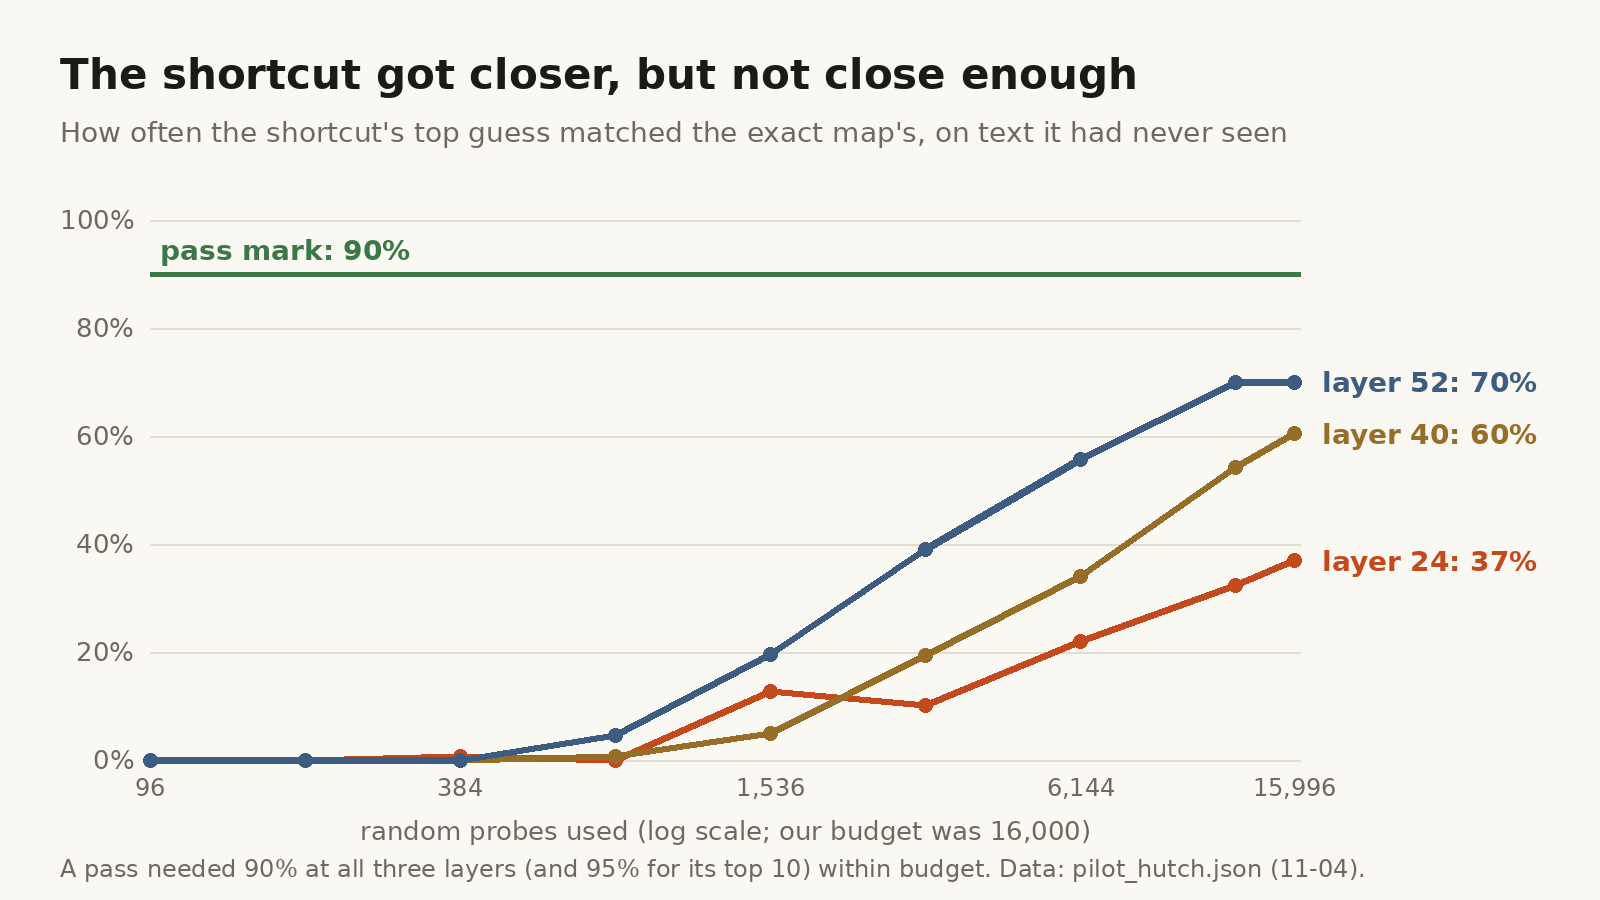 The shortcut got closer, but not close enough
How often the shortcut's top guess matched the exact map's, on text it had never seen
100%
pass mark: 90%
80%
layer 52: 70%
60%
layer 40: 60%
40%
layer 24: 37%
20%
0%
96
384
1,536
6,144
15,996
random probes used (log scale; our budget was 16,000)
A pass needed 90% at all three layers (and 95% for its top 10) within budget. Data: pilot_hutch.json (11-04).